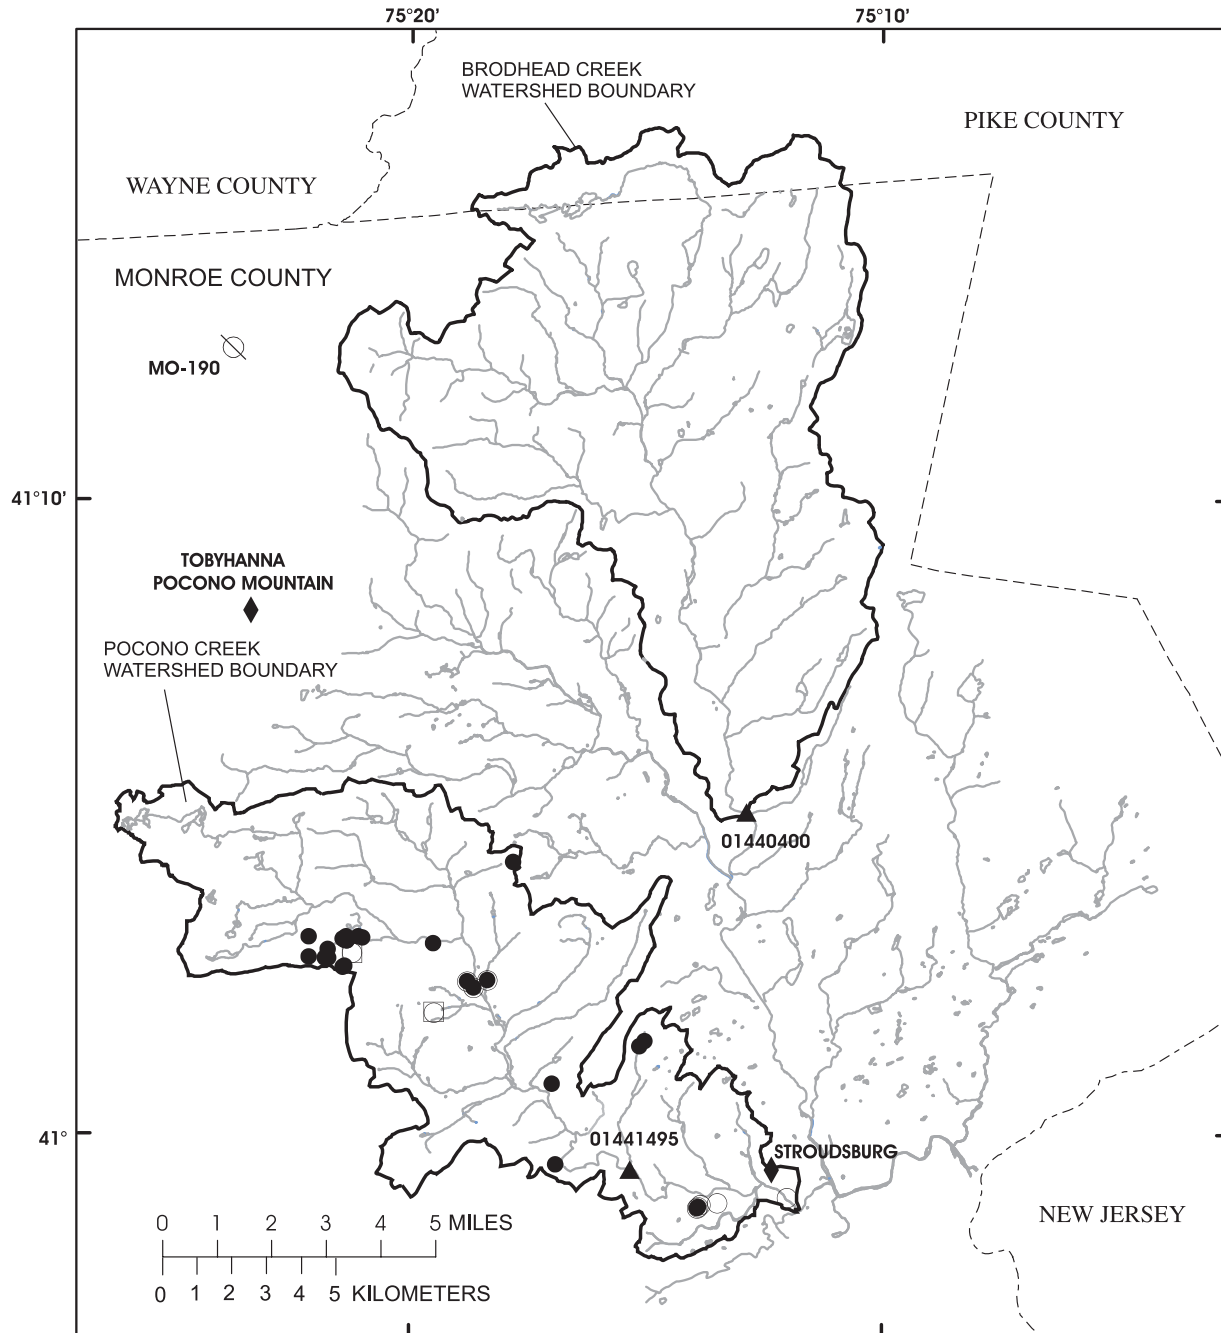 75°20' 75°10'
BRODHEAD CREEK
WATERSHED BOUNDARY
PIKE COUNTY
WAYNE COUNTY
MONROE COUNTY
MO-190
41°10'
TOBYHANNA
POCONO MOUNTAIN
POCONO CREEK
WATERSHED BOUNDARY
01440400
41°
01441495
STROUDSBURG
NEW JERSEY
0 1 2 3 4 5 MILES
0 1 2 3 4 5 KILOMETERS